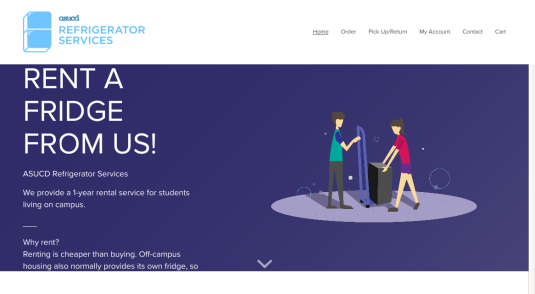 asucd
REFRIGERATOR
SERVICES
Home Order Pick Up/Return My Account Contact Cart
RENT A
FRIDGE
FROM US!
ASUCD Refrigerator Services
We provide a 1-year rental service for students
living on campus.
Why rent?
Renting is cheaper than buying. Off-campus
housing also normally provides its own fridge, so